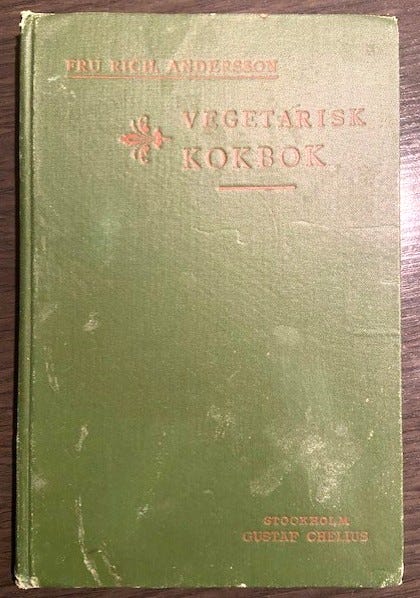 FRU RICH. ANDERSSON
VEGETARISK
KOKBOK
STOCKHOLM
GUSTAF CHELIUS